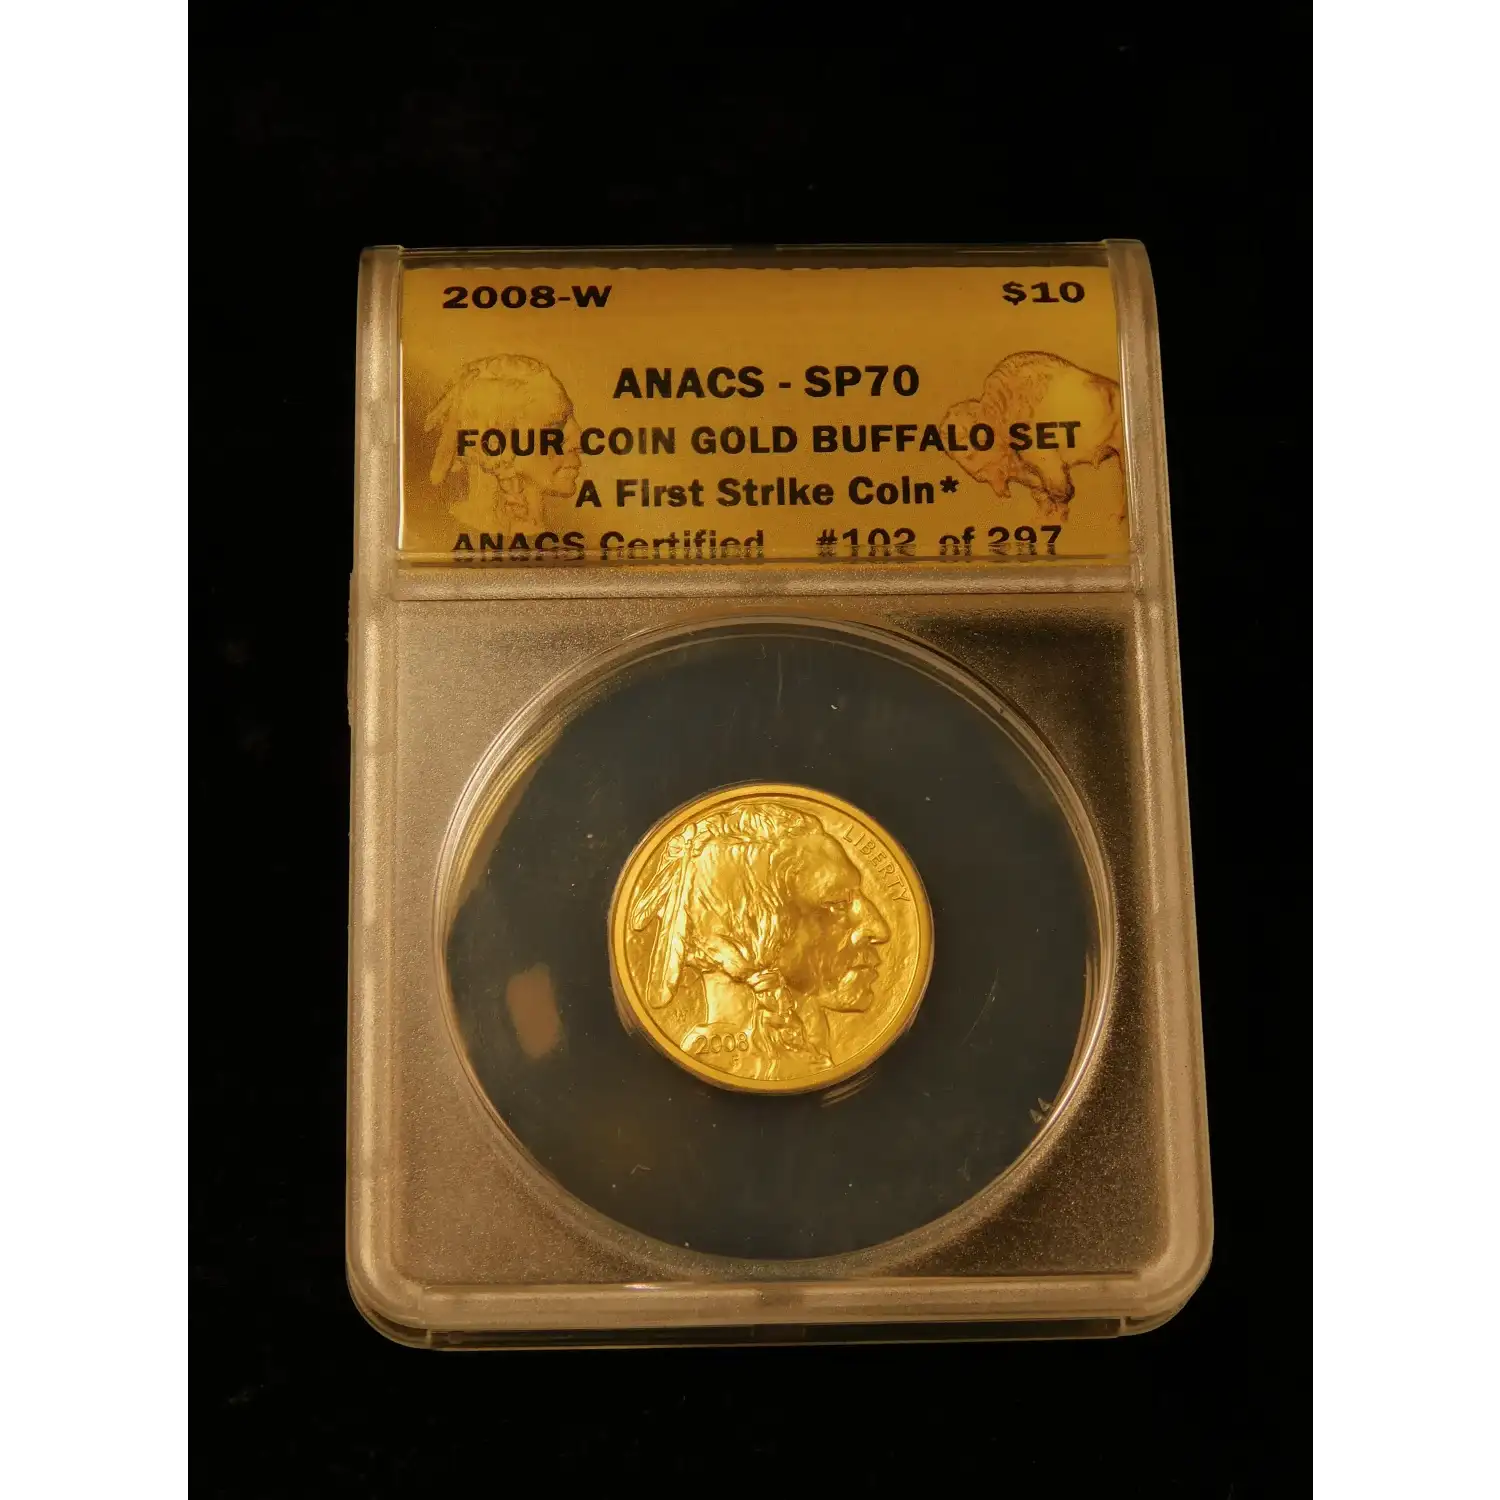 2008-W $10
ANACS - SP70
FOUR COIN GOLD BUFFALO SET
A First Strike Coin*
ANACS Certified #102 of 297
LIBERTY
2008
F
44